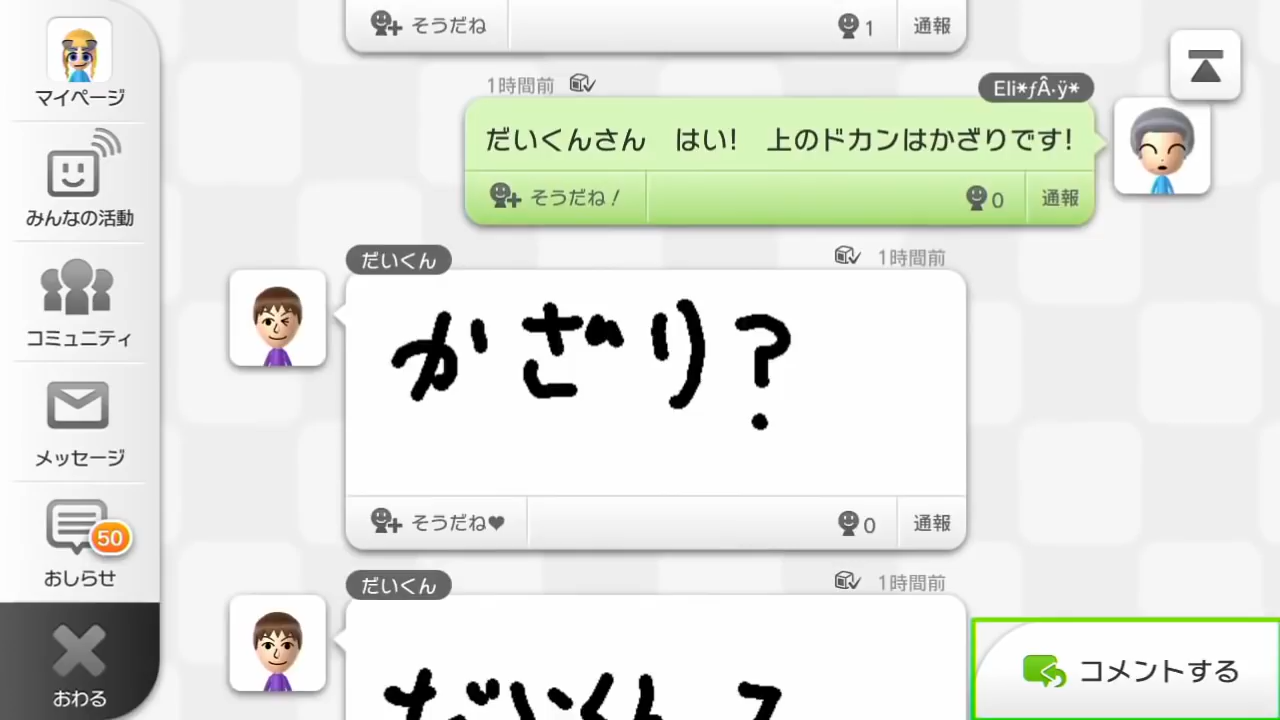 マイページ
みんなの活動
コミュニティ
メッセージ
50
おしらせ
おわる
そうだね
1
通報
1時間前
Eli*ƒÂ·ÿ*
だいくんさん　はい!　上のドカンはかざりです!
そうだね！
0
通報
だいくん
1時間前
かざり?
そうだね♥
0
通報
だいくん
1時間前
だいくん
コメントする